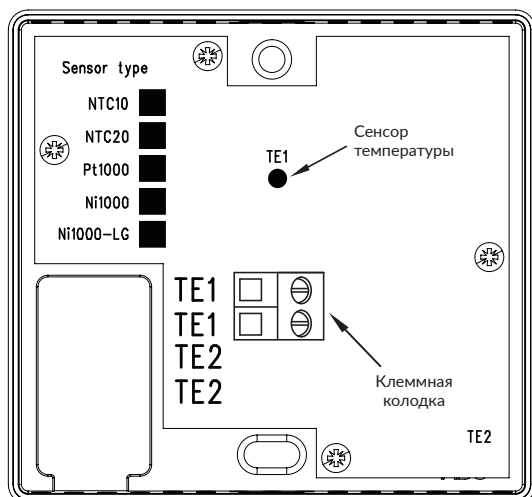 Sensor type
NTC10
NTC20
Pt1000
Ni1000
Ni1000-LG
TE1
Сенсор
температуры
TE1
TE1
TE2
TE2
Клеммная
колодка
TE2